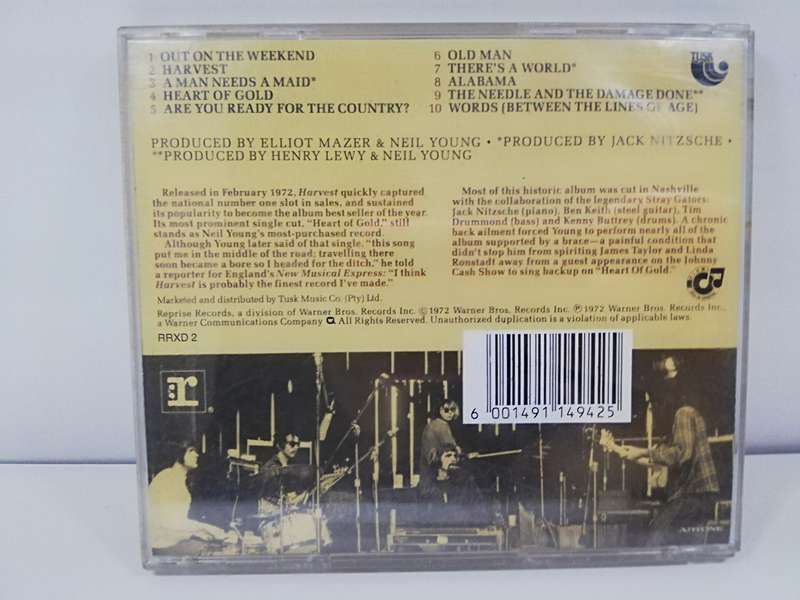 1 OUT ON THE WEEKEND
2 HARVEST
3 A MAN NEEDS A MAID*
4 HEART OF GOLD
5 ARE YOU READY FOR THE COUNTRY?
6 OLD MAN
7 THERE'S A WORLD*
8 ALABAMA
9 THE NEEDLE AND THE DAMAGE DONE**
10 WORDS (BETWEEN THE LINES OF AGE)
TUSK
PRODUCED BY ELLIOT MAZER & NEIL YOUNG • *PRODUCED BY JACK NITZSCHE •
**PRODUCED BY HENRY LEWY & NEIL YOUNG
Released in February 1972, Harvest quickly captured
the national number one slot in sales, and sustained
its popularity to become the album best seller of the year.
Its most prominent single cut, "Heart of Gold," still
stands as Neil Young's most-purchased record.
Although Young later said of that single, "this song
put me in the middle of the road; travelling there
soon became a bore so I headed for the ditch," he told
a reporter for England's New Musical Express: "I think
Harvest is probably the finest record I've made."
Most of this historic album was cut in Nashville
with the collaboration of the legendary Stray Gators:
Jack Nitzsche (piano), Ben Keith (steel guitar), Tim
Drummond (bass) and Kenny Buttrey (drums). A chronic
back ailment forced Young to perform nearly all of the
album supported by a brace—a painful condition that
didn't stop him from spiriting James Taylor and Linda
Ronstadt away from a guest appearance on the Johnny
Cash Show to sing backup on "Heart Of Gold."
Marketed and distributed by Tusk Music Co. (Pty) Ltd.
Reprise Records, a division of Warner Bros. Records Inc. ©1972 Warner Bros. Records Inc. ℗1972 Warner Bros. Records Inc.,
a Warner Communications Company. All Rights Reserved. Unauthorized duplication is a violation of applicable laws.
RRXD 2
r
6 001491 149425